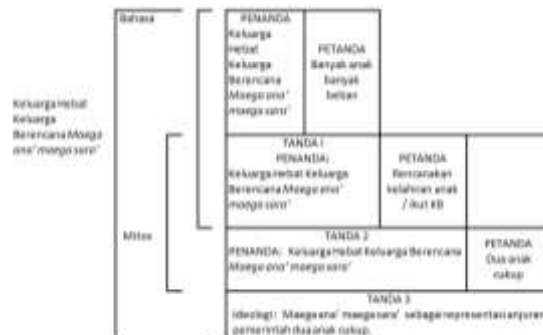 Bahasa
PENANDA
Keluarga
Hebat
Keluarga
Berencana
Maega ana'
maega sara'
PETANDA
Banyak anak
banyak
beban
Keluarga Hebat
Keluarga
Berencana Maega
ana' maega sara'
TANDA I
PENANDA:
Keluarga Hebat Keluarga
Berencana Maega ana'
maega sara'
PETANDA
Rencanakan
kelahiran anak
/ ikut KB
Mitos
TANDA 2
PENANDA: Keluarga Hebat Keluarga Berencana
Maega ana' maega sara'
PETANDA
Dua anak
cukup
TANDA 3
Ideologi: Maega ana' maega sara' sebagai representasi anjuran
pemerintah dua anak cukup.